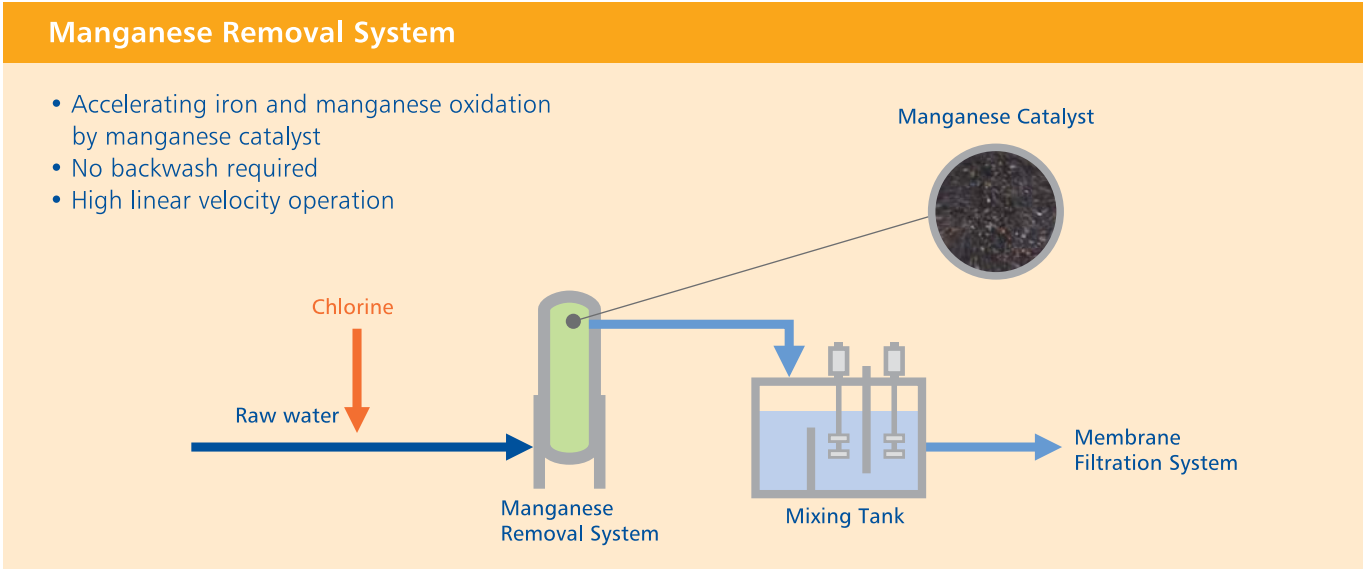 Manganese Removal System
• Accelerating iron and manganese oxidation
by manganese catalyst
• No backwash required
• High linear velocity operation
Manganese Catalyst
Chlorine
Raw water
Manganese
Removal System
Mixing Tank
Membrane
Filtration System